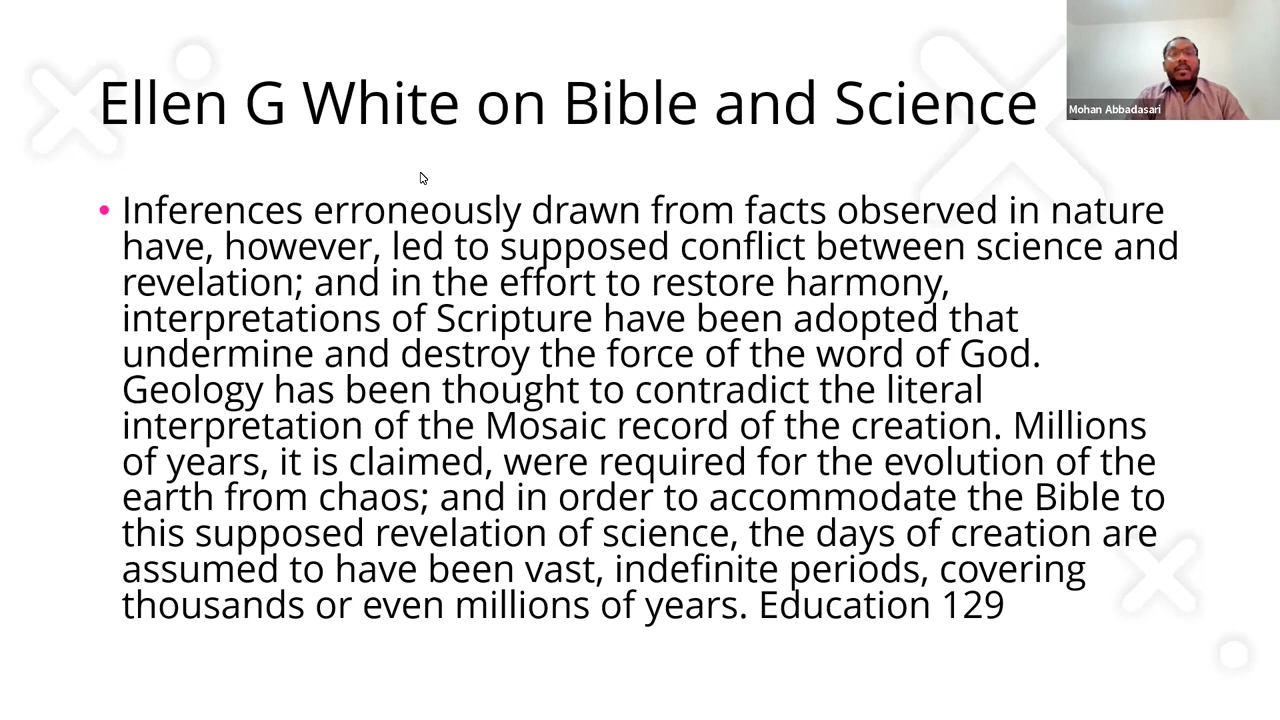 Ellen G White on Bible and Science
Mohan Abbadasari
• Inferences erroneously drawn from facts observed in nature
have, however, led to supposed conflict between science and
revelation; and in the effort to restore harmony,
interpretations of Scripture have been adopted that
undermine and destroy the force of the word of God.
Geology has been thought to contradict the literal
interpretation of the Mosaic record of the creation. Millions
of years, it is claimed, were required for the evolution of the
earth from chaos; and in order to accommodate the Bible to
this supposed revelation of science, the days of creation are
assumed to have been vast, indefinite periods, covering
thousands or even millions of years. Education 129